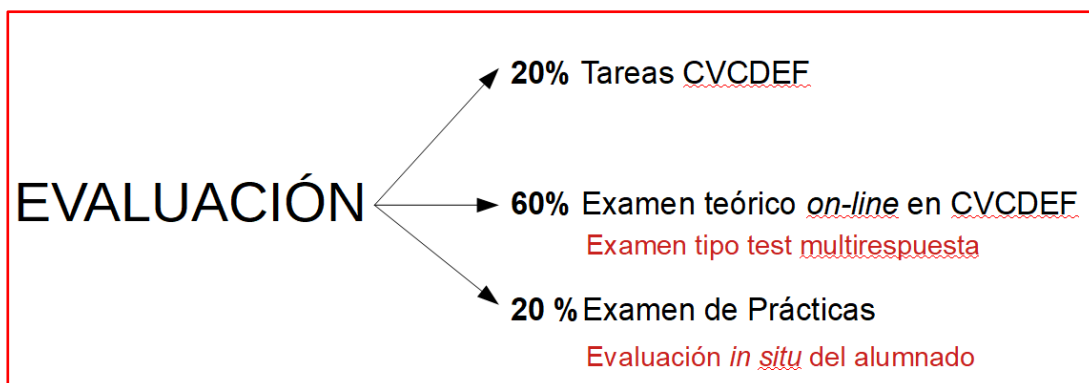 20% Tareas CVCDEF
EVALUACIÓN
60% Examen teórico on-line en CVCDEF
Examen tipo test multirespuesta
20 % Examen de Prácticas
Evaluación in situ del alumnado